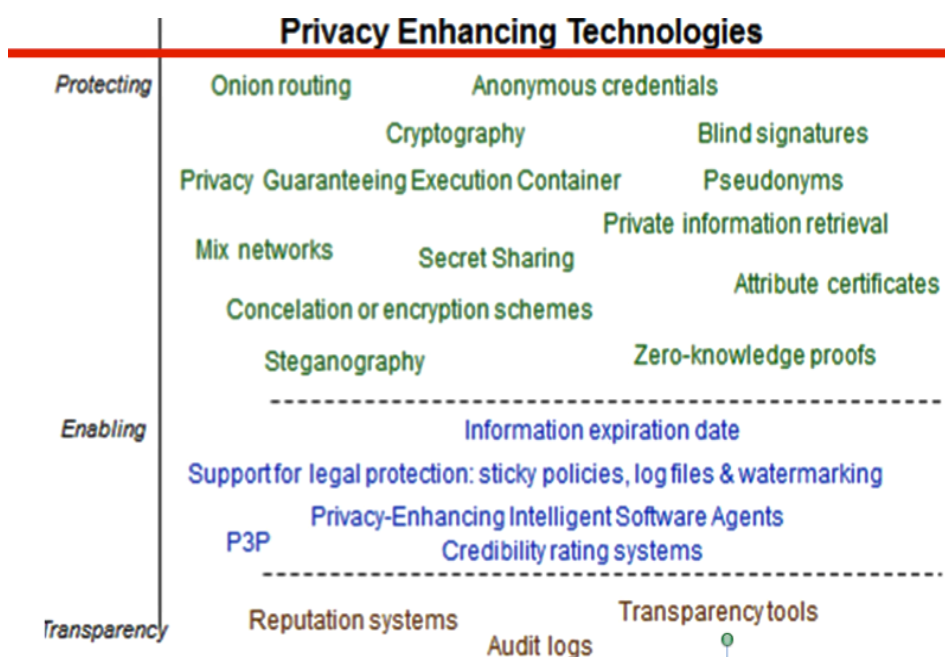 Privacy Enhancing Technologies
Protecting
Onion routing
Anonymous credentials
Cryptography
Blind signatures
Privacy Guaranteeing Execution Container
Pseudonyms
Private information retrieval
Mix networks
Secret Sharing
Attribute certificates
Concelation or encryption schemes
Steganography
Zero-knowledge proofs
Enabling
Information expiration date
Support for legal protection: sticky policies, log files & watermarking
Privacy-Enhancing Intelligent Software Agents
P3P
Credibility rating systems
Transparency
Reputation systems
Transparency tools
Audit logs